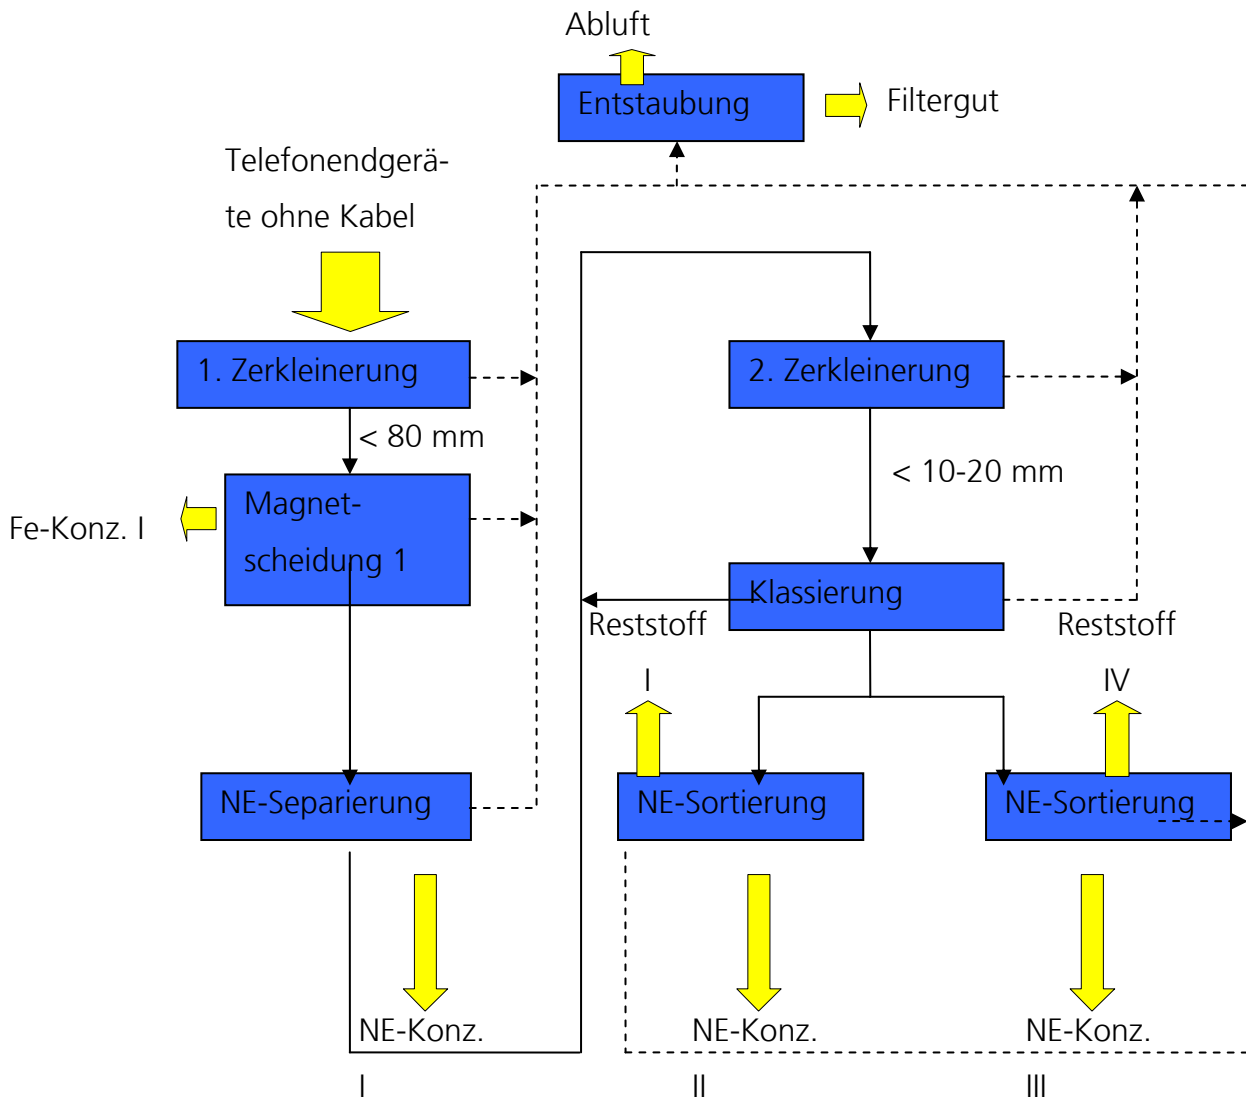 Abluft
Entstaubung
Filtergut
Telefonendgerä-
te ohne Kabel
1. Zerkleinerung
2. Zerkleinerung
< 80 mm
< 10-20 mm
Magnet-
scheidung 1
Fe-Konz. I
Klassierung
Reststoff
I
Reststoff
IV
NE-Separierung
NE-Sortierung
NE-Sortierung
NE-Konz.
I
NE-Konz.
II
NE-Konz.
III